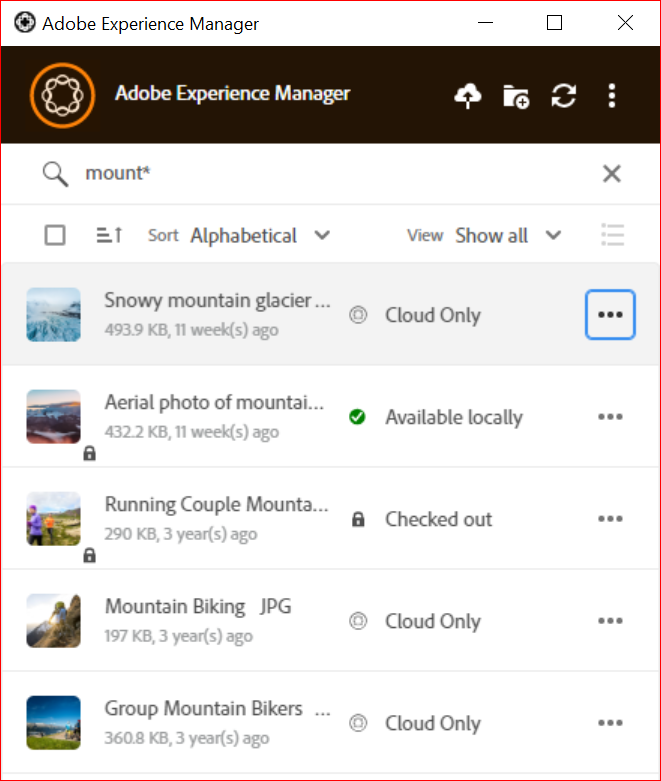 Adobe Experience Manager
Adobe Experience Manager
mount*
Sort Alphabetical View Show all
Snowy mountain glacier ... Cloud Only
493.9 KB, 11 week(s) ago
Aerial photo of mountai... Available locally
432.2 KB, 11 week(s) ago
Running Couple Mounta... Checked out
290 KB, 3 year(s) ago
Mountain Biking JPG Cloud Only
197 KB, 3 year(s) ago
Group Mountain Bikers ... Cloud Only
360.8 KB, 3 year(s) ago